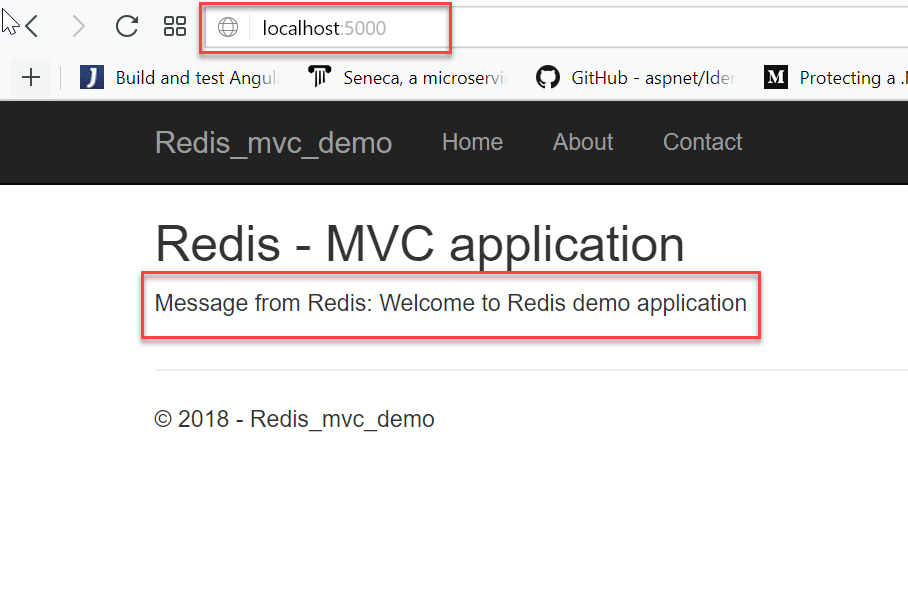 localhost:5000
Build and test Angul
Seneca, a microservi
GitHub - aspnet/Iden
M Protecting a .
Redis_mvc_demo Home About Contact
Redis - MVC application
Message from Redis: Welcome to Redis demo application
© 2018 - Redis_mvc_demo